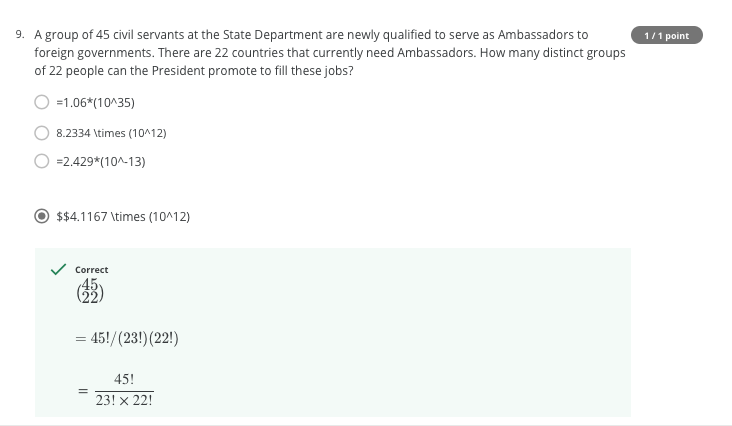 9. A group of 45 civil servants at the State Department are newly qualified to serve as Ambassadors to
1 / 1 point
foreign governments. There are 22 countries that currently need Ambassadors. How many distinct groups
of 22 people can the President promote to fill these jobs?
=1.06*(10^35)
8.2334 \times (10^12)
=2.429*(10^-13)
$$4.1167 \times (10^12)
Correct
(45
22)
= 45!/(23!)(22!)
= 45!
23! × 22!